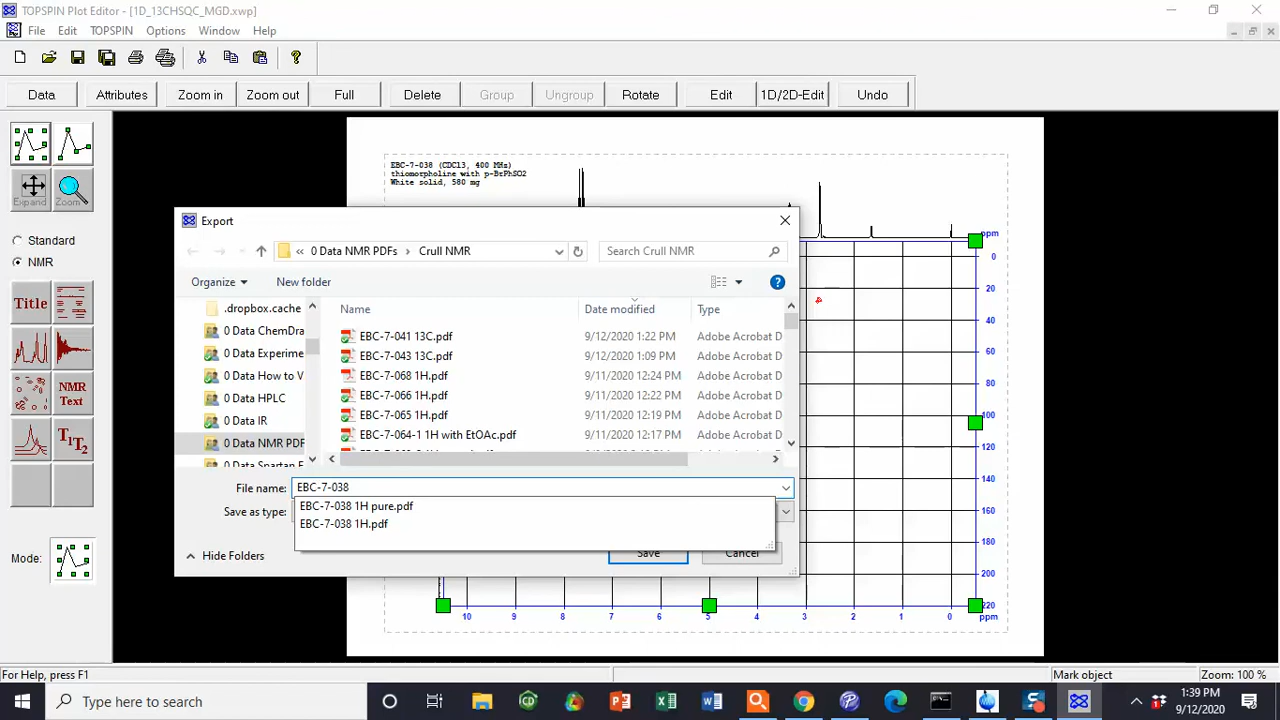 TOPSPIN Plot Editor - [1D_13CHSQC_MGD.xwp]
File Edit TOPSPIN Options Window Help
Data Attributes Zoom in Zoom out Full Delete Group Ungroup Rotate Edit 1D/2D-Edit Undo
Expand Zoom
Standard
NMR
Title
NMR Text
T1 T2
Mode:
EBC-7-038 (CDCl3, 400 MHz)
thiomorpholine with p-BrPhSO2
White solid, 580 mg
ppm
0
20
40
60
80
100
120
140
160
180
200
220
10 9 8 7 6 5 4 3 2 1 0 ppm
Export
« 0 Data NMR PDFs › Crull NMR
Search Crull NMR
Organize New folder
.dropbox.cache
0 Data ChemDra
0 Data Experime
0 Data How to V
0 Data HPLC
0 Data IR
0 Data NMR PDF
0 Data Spartan F
Name Date modified Type
EBC-7-041 13C.pdf 9/12/2020 1:22 PM Adobe Acrobat D
EBC-7-043 13C.pdf 9/12/2020 1:09 PM Adobe Acrobat D
EBC-7-068 1H.pdf 9/11/2020 12:24 PM Adobe Acrobat D
EBC-7-066 1H.pdf 9/11/2020 12:22 PM Adobe Acrobat D
EBC-7-065 1H.pdf 9/11/2020 12:19 PM Adobe Acrobat D
EBC-7-064-1 1H with EtOAc.pdf 9/11/2020 12:17 PM Adobe Acrobat D
File name: EBC-7-038
EBC-7-038 1H pure.pdf
Save as type:
EBC-7-038 1H.pdf
Hide Folders
Save Cancel
For Help, press F1
Mark object
Zoom: 100 %
Type here to search
1:39 PM
9/12/2020